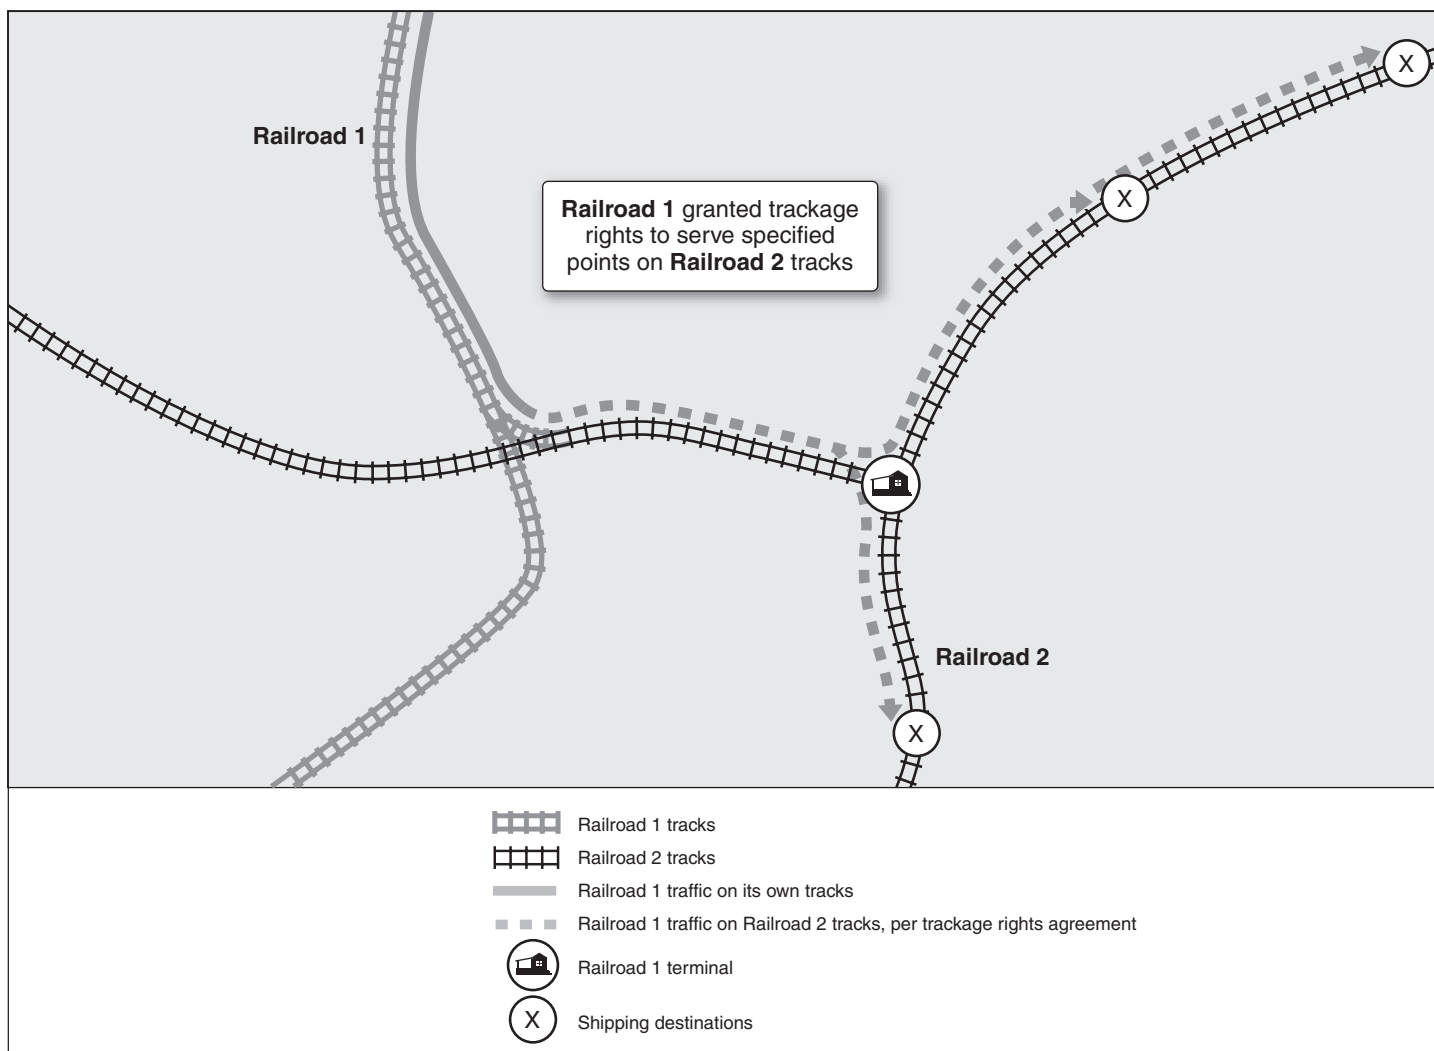 Railroad 1
Railroad 1 granted trackage
rights to serve specified
points on Railroad 2 tracks
X
X
Railroad 2
X
Railroad 1 tracks
Railroad 2 tracks
Railroad 1 traffic on its own tracks
Railroad 1 traffic on Railroad 2 tracks, per trackage rights agreement
Railroad 1 terminal
X
Shipping destinations